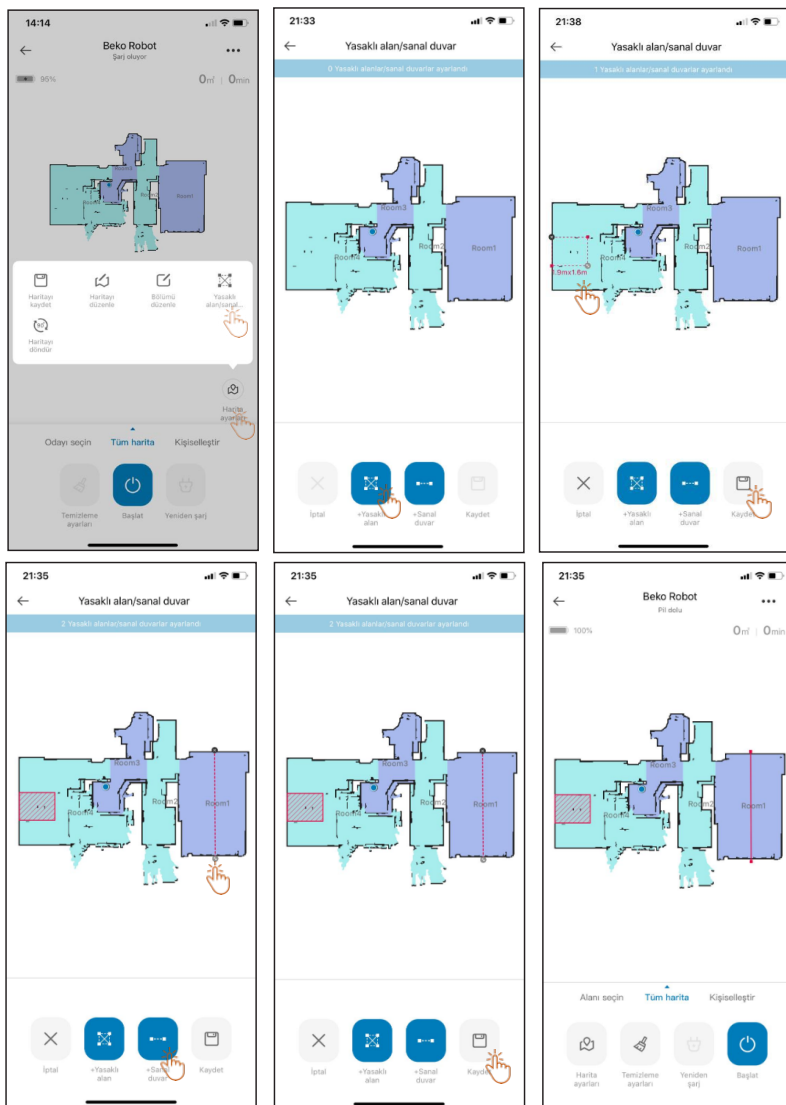 14:14
Beko Robot
Şarj oluyor
95%
0㎡ | 0min
Room3
Room4
Room2
Room1
Haritayı kaydet
Haritayı düzenle
Bölümü düzenle
Yasaklı alan/sanal...
Haritayı döndür
Harita ayarları
Odayı seçin
Tüm harita
Kişiselleştir
Temizleme ayarları
Başlat
Yeniden şarj
21:33
Yasaklı alan/sanal duvar
0 Yasaklı alanlar/sanal duvarlar ayarlandı
Room3
Room4
Room2
Room1
İptal
+Yasaklı alan
+Sanal duvar
Kaydet
21:38
Yasaklı alan/sanal duvar
1 Yasaklı alanlar/sanal duvarlar ayarlandı
Room3
1.9mx1.6m
Room4
Room2
Room1
İptal
+Yasaklı alan
+Sanal duvar
Kaydet
21:35
Yasaklı alan/sanal duvar
2 Yasaklı alanlar/sanal duvarlar ayarlandı
Room3
Room4
Room2
Room1
İptal
+Yasaklı alan
+Sanal duvar
Kaydet
21:35
Yasaklı alan/sanal duvar
2 Yasaklı alanlar/sanal duvarlar ayarlandı
Room3
Room4
Room2
Room1
İptal
+Yasaklı alan
+Sanal duvar
Kaydet
21:35
Beko Robot
Pil dolu
100%
0㎡ | 0min
Room3
Room4
Room2
Room1
Alanı seçin
Tüm harita
Kişiselleştir
Harita ayarları
Temizleme ayarları
Yeniden şarj
Başlat